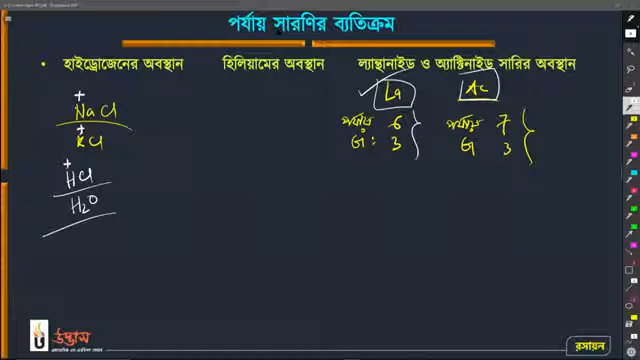 পর্যায় সারণির ব্যতিক্রম
• হাইড্রোজেনের অবস্থান হিলিয়ামের অবস্থান ল্যান্থানাইড ও অ্যাক্টিনাইড সারির অবস্থান
+
NaCl
+
KCl
+
HCl
H₂O
La Ac
পর্যায় 6 পর্যায় 7
গ্রু : 3 গ্রু 3
উদ্ভাস
রসায়ন